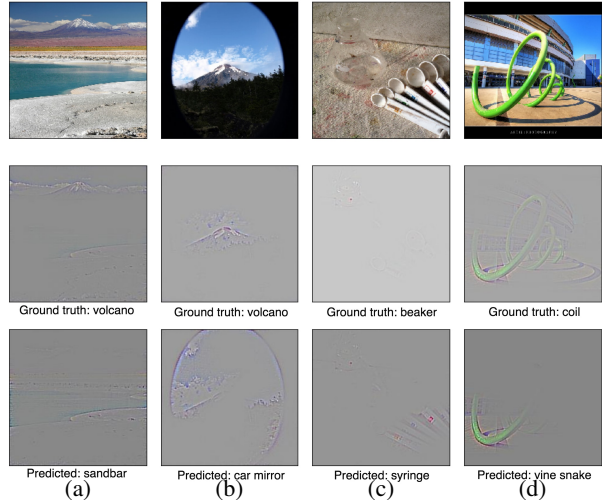 Ground truth: volcano Ground truth: volcano Ground truth: beaker Ground truth: coil
Predicted: sandbar Predicted: car mirror Predicted: syringe Predicted: vine snake
(a) (b) (c) (d)